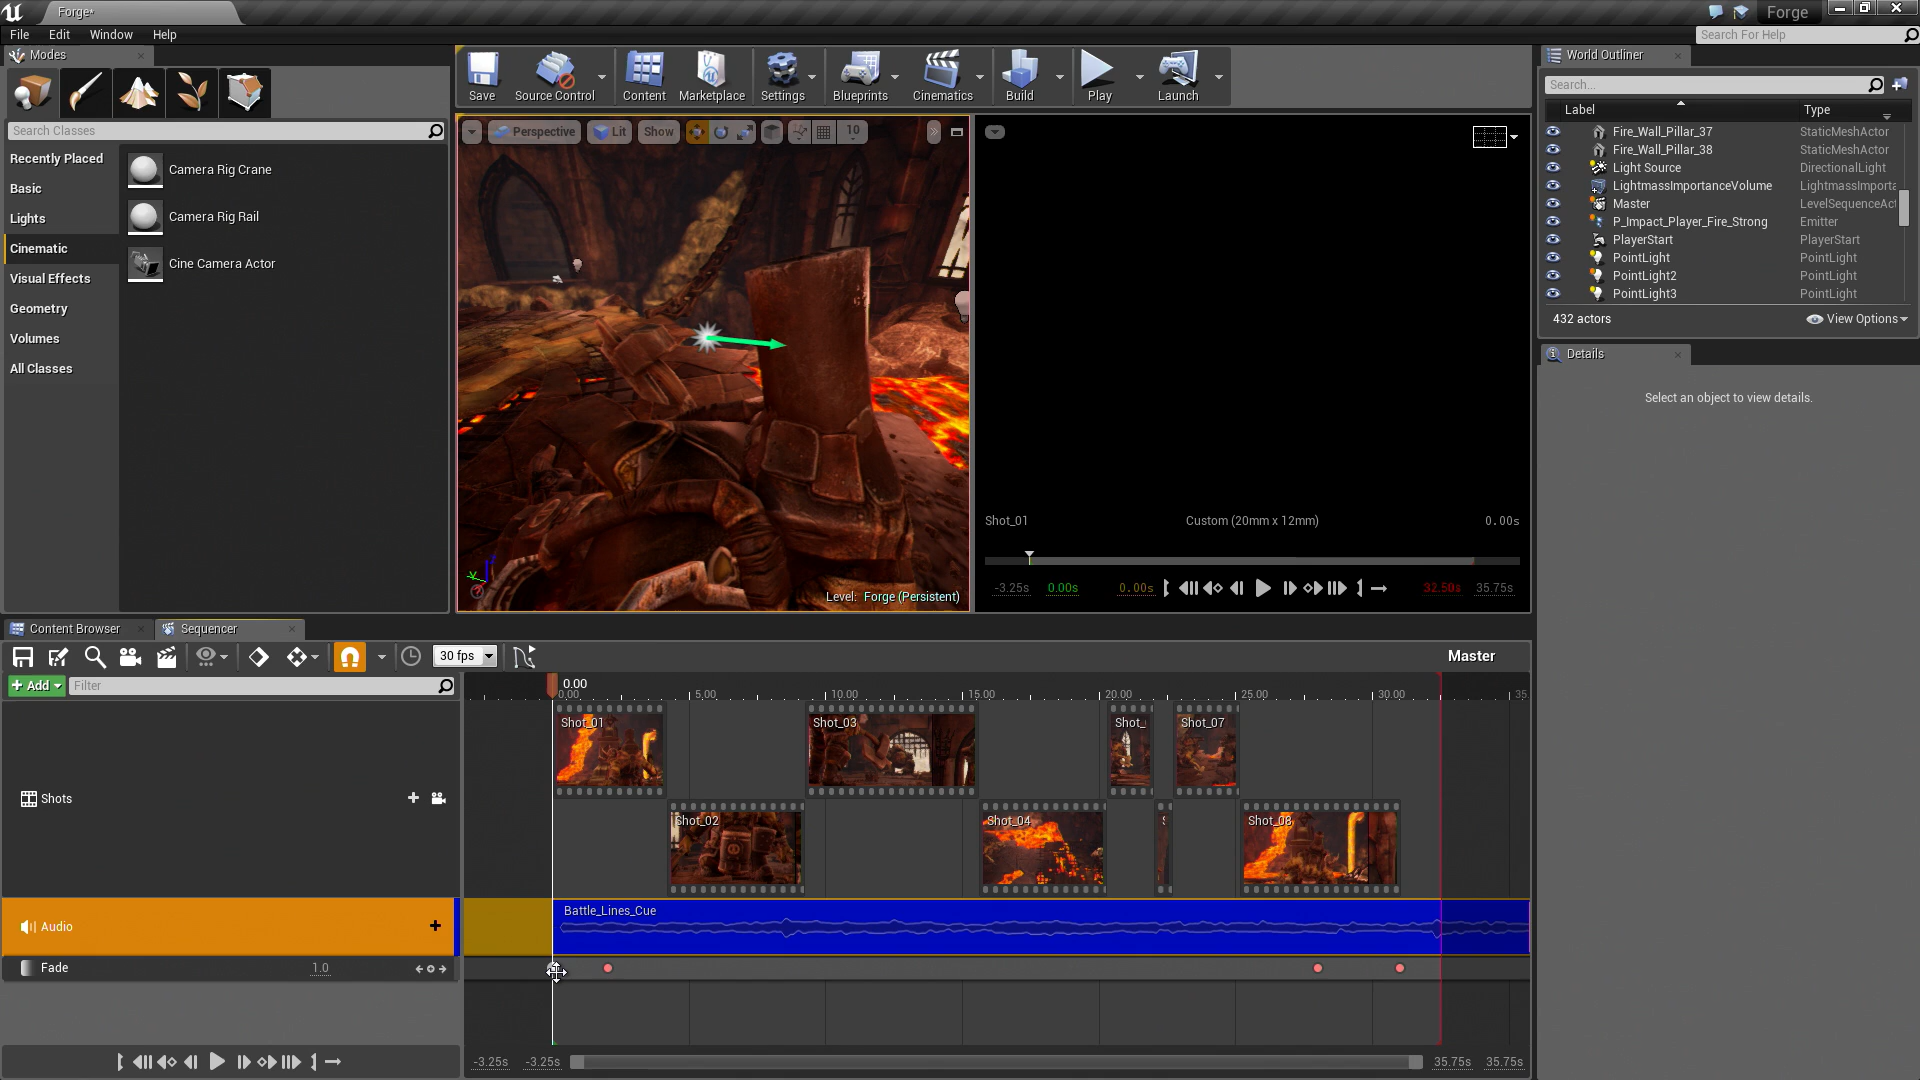 Forge*
Forge
File Edit Window Help
Search For Help
Modes
Search Classes
Recently Placed
Basic
Lights
Cinematic
Visual Effects
Geometry
Volumes
All Classes
Camera Rig Crane
Camera Rig Rail
Cine Camera Actor
Save
Source Control
Content
Marketplace
Settings
Blueprints
Cinematics
Build
Play
Launch
Perspective
Lit
Show
10
Level: Forge (Persistent)
Shot_01
Custom (20mm x 12mm)
0.00s
-3.25s 0.00s 0.00s 32.50s 35.75s
World Outliner
Search...
Label Type
Fire_Wall_Pillar_37 StaticMeshActor
Fire_Wall_Pillar_38 StaticMeshActor
Light Source DirectionalLight
LightmassImportanceVolume LightmassImporta
Master LevelSequenceAct
P_Impact_Player_Fire_Strong Emitter
PlayerStart PlayerStart
PointLight PointLight
PointLight2 PointLight
PointLight3 PointLight
432 actors
View Options
Details
Select an object to view details.
Content Browser
Sequencer
30 fps
Master
Add
Filter
0.00
0.00 5.00 10.00 15.00 20.00 25.00 30.00 35.
Shots
Shot_01
Shot_03
Shot_
Shot_07
Shot_02
Shot_04
S
Shot_08
Audio
Battle_Lines_Cue
Fade 1.0
-3.25s -3.25s 35.75s 35.75s